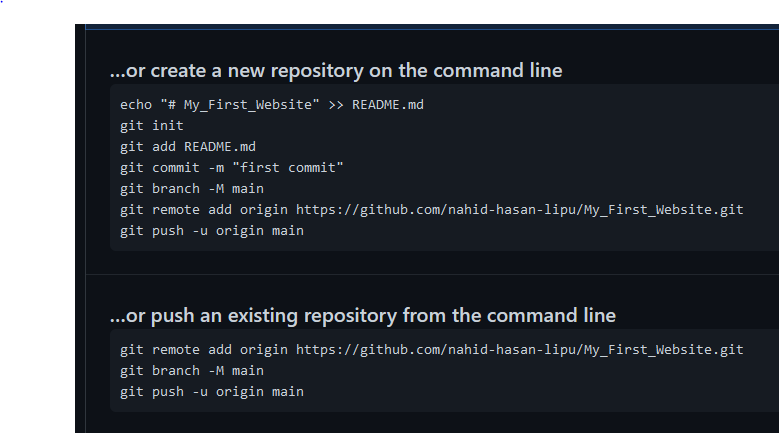 ...or create a new repository on the command line
echo "# My_First_Website" >> README.md
git init
git add README.md
git commit -m "first commit"
git branch -M main
git remote add origin https://github.com/nahid-hasan-lipu/My_First_Website.git
git push -u origin main
...or push an existing repository from the command line
git remote add origin https://github.com/nahid-hasan-lipu/My_First_Website.git
git branch -M main
git push -u origin main